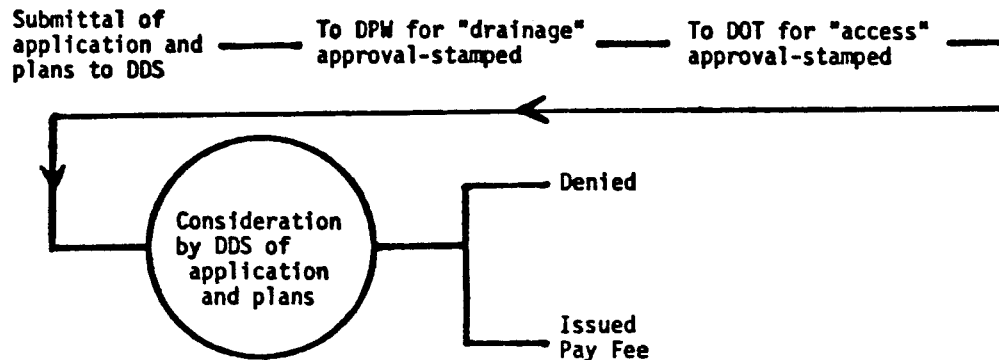 Submittal of
application and
plans to DDS
To DPW for "drainage"
approval-stamped
To DOT for "access"
approval-stamped
Consideration
by DDS of
application
and plans
Denied
Issued
Pay Fee